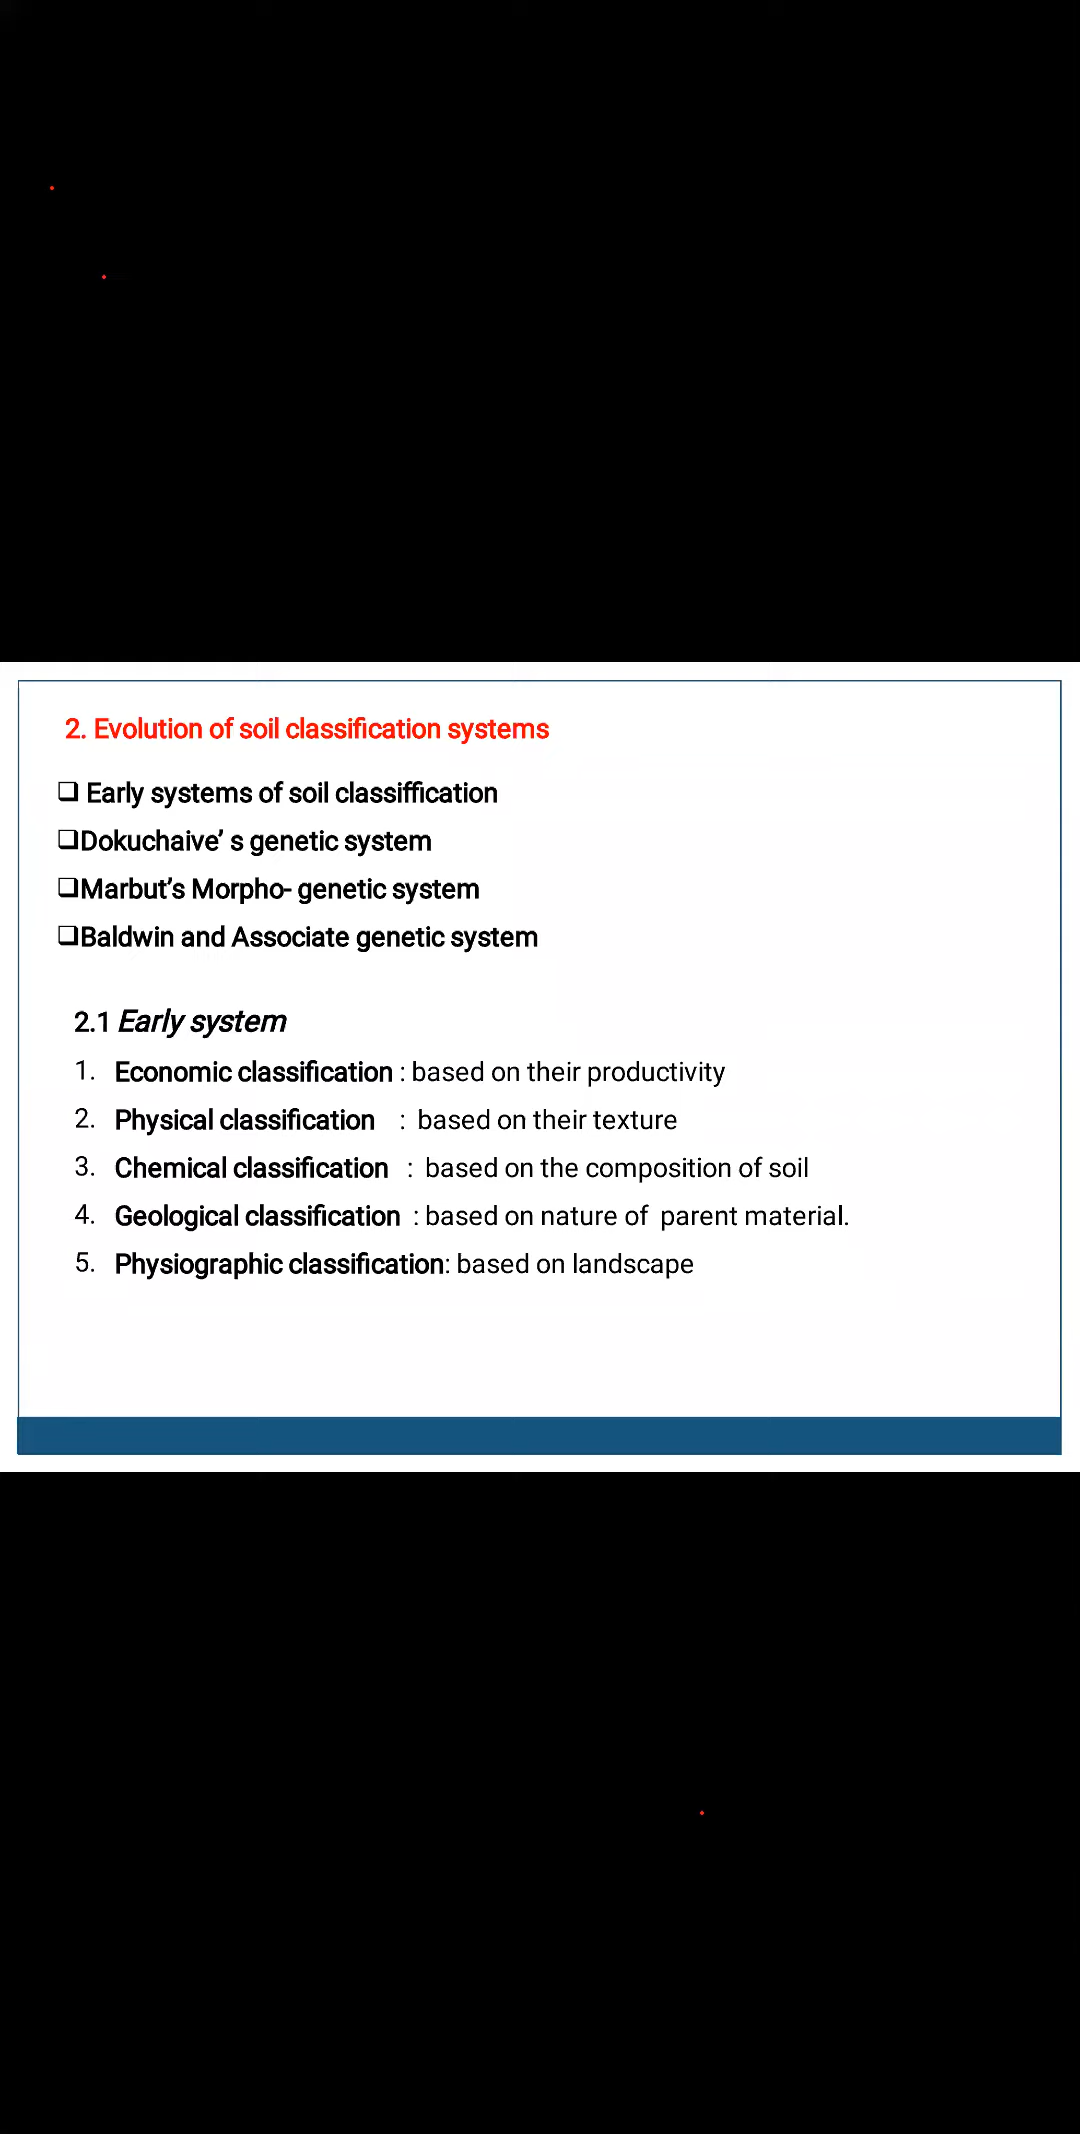 2. Evolution of soil classification systems
❑ Early systems of soil classiffication
❑Dokuchaive’ s genetic system
❑Marbut’s Morpho- genetic system
❑Baldwin and Associate genetic system
2.1 Early system
1. Economic classification : based on their productivity
2. Physical classification : based on their texture
3. Chemical classification : based on the composition of soil
4. Geological classification : based on nature of parent material.
5. Physiographic classification: based on landscape